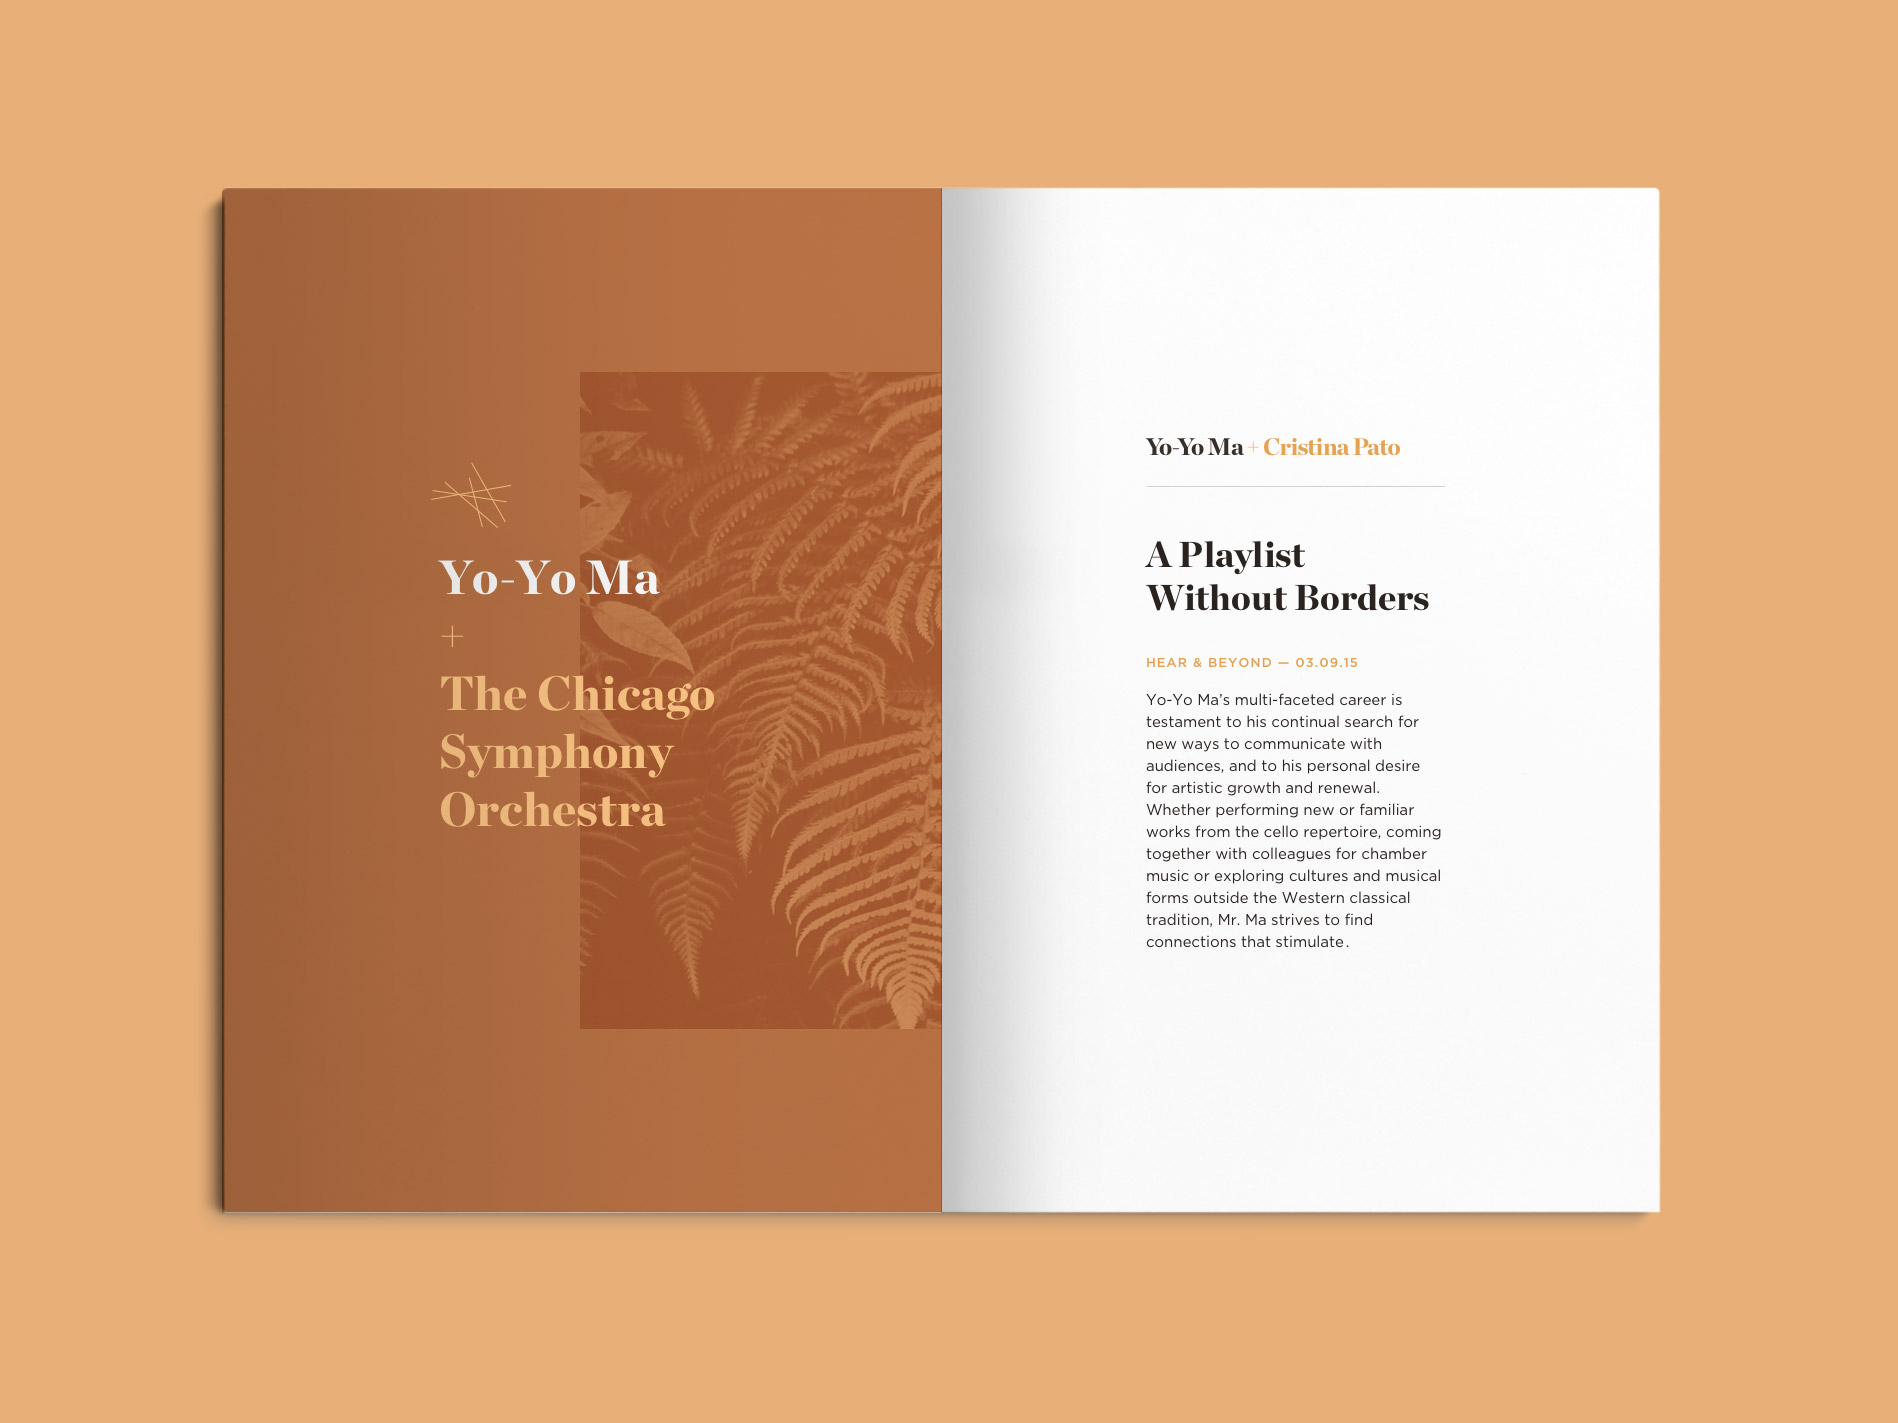 Yo-Yo Ma
+
The Chicago
Symphony
Orchestra
Yo-Yo Ma + Cristina Pato
A Playlist
Without Borders
HEAR & BEYOND — 03.09.15
Yo-Yo Ma’s multi-faceted career is
testament to his continual search for
new ways to communicate with
audiences, and to his personal desire
for artistic growth and renewal.
Whether performing new or familiar
works from the cello repertoire, coming
together with colleagues for chamber
music or exploring cultures and musical
forms outside the Western classical
tradition, Mr. Ma strives to find
connections that stimulate.